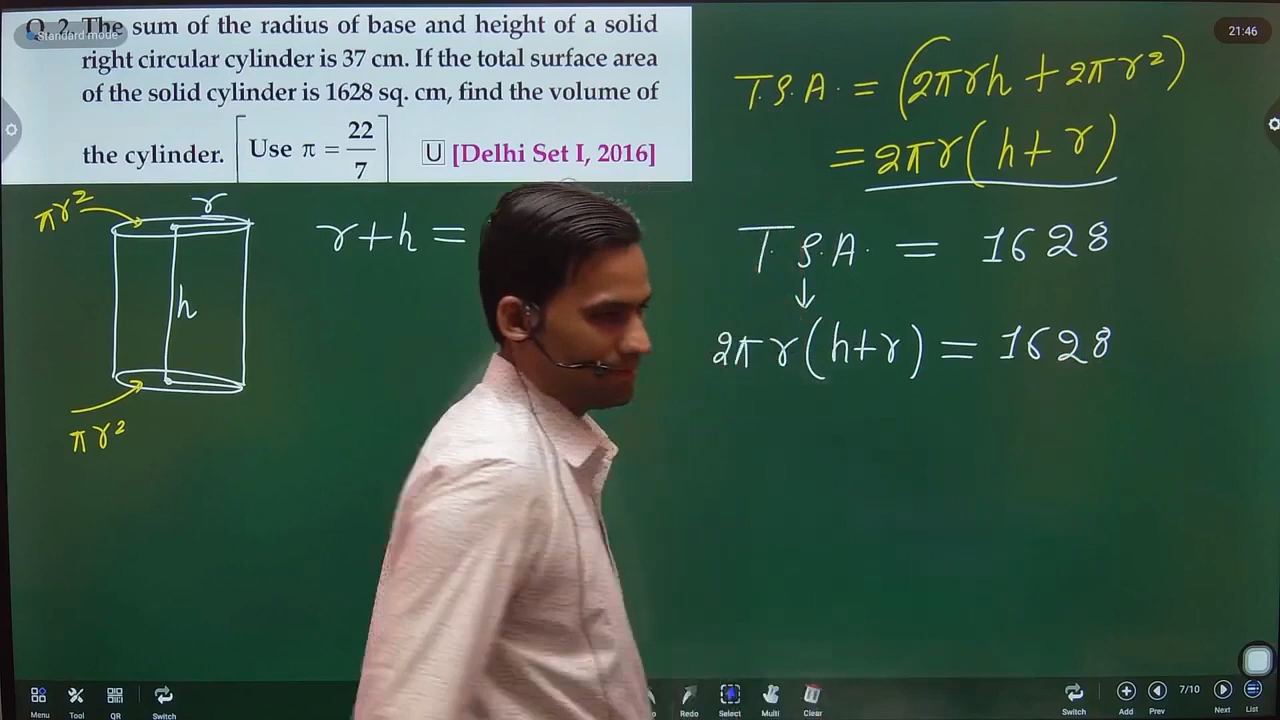 Q. 2. The sum of the radius of base and height of a solid
Standard mode
right circular cylinder is 37 cm. If the total surface area
of the solid cylinder is 1628 sq. cm, find the volume of
the cylinder. [Use π = 22/7] U [Delhi Set I, 2016]
21:46
T.S.A. = (2πrh + 2πr²)
= 2πr(h + r)
πr²
r
h
πr²
r + h =
T.S.A. = 1628
↓
2πr(h+r) = 1628
Menu
Tool
QR
Switch
Redo
Select
Multi
Clear
Switch
Add
Prev
7/10
Next
List